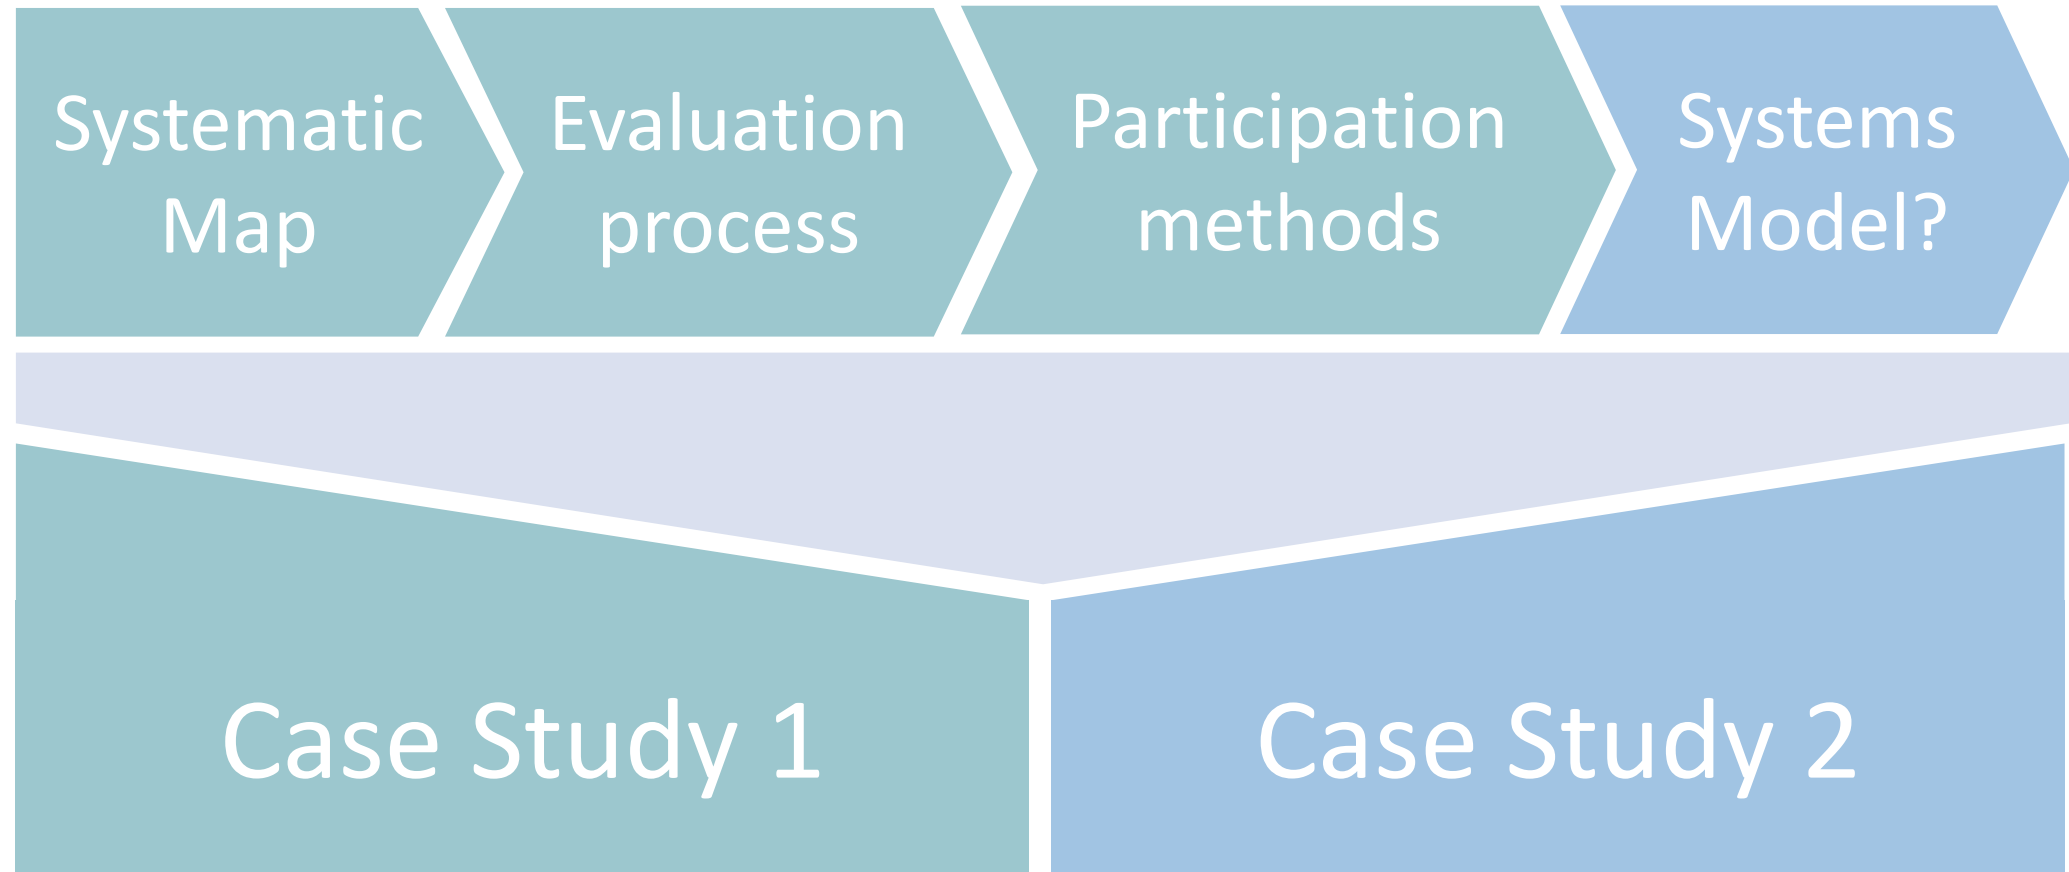 Systematic
Map
Evaluation
process
Participation
methods
Systems
Model?
Case Study 1
Case Study 2